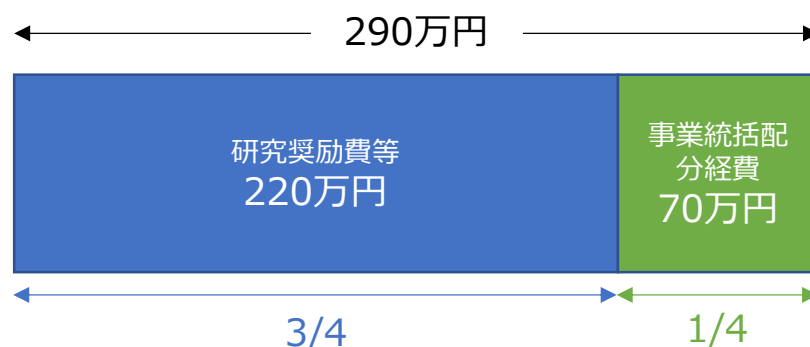 290万円
研究奨励費等
220万円
事業統括配
分経費
70万円
3/4
1/4